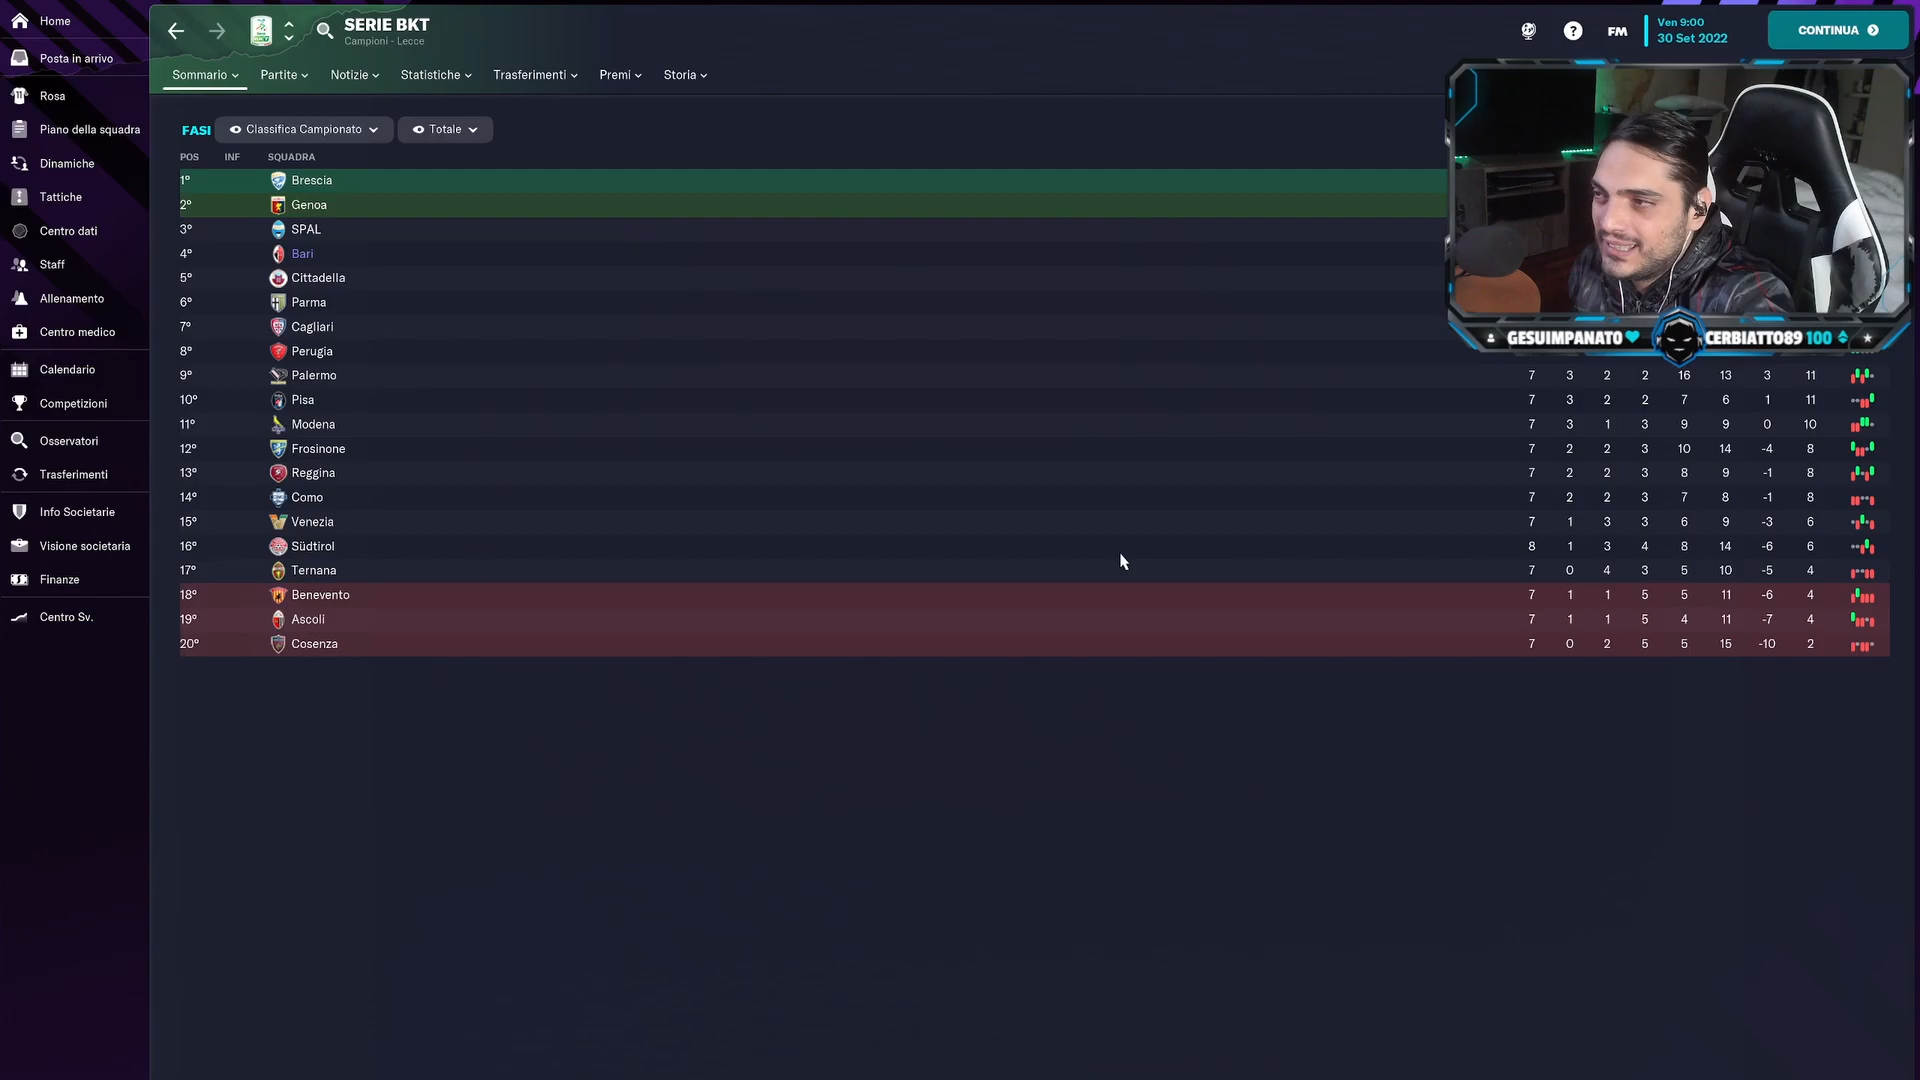 Home
Posta in arrivo
Rosa
Piano della squadra
Dinamiche
Tattiche
Centro dati
Staff
Allenamento
Centro medico
Calendario
Competizioni
Osservatori
Trasferimenti
Info Societarie
Visione societaria
Finanze
Centro Sv.
SERIE BKT
Campioni - Lecce
FM
Ven 9:00
30 Set 2022
CONTINUA
Sommario Partite Notizie Statistiche Trasferimenti Premi Storia
FASI Classifica Campionato Totale
POS INF SQUADRA
1° Brescia
2° Genoa
3° SPAL
4° Bari
5° Cittadella
6° Parma
7° Cagliari
8° Perugia
9° Palermo 7 3 2 2 16 13 3 11
10° Pisa 7 3 2 2 7 6 1 11
11° Modena 7 3 1 3 9 9 0 10
12° Frosinone 7 2 2 3 10 14 -4 8
13° Reggina 7 2 2 3 8 9 -1 8
14° Como 7 2 2 3 7 8 -1 8
15° Venezia 7 1 3 3 6 9 -3 6
16° Südtirol 8 1 3 4 8 14 -6 6
17° Ternana 7 0 4 3 5 10 -5 4
18° Benevento 7 1 1 5 5 11 -6 4
19° Ascoli 7 1 1 5 4 11 -7 4
20° Cosenza 7 0 2 5 5 15 -10 2
GESUIMPANATO CERBIATTO89 100